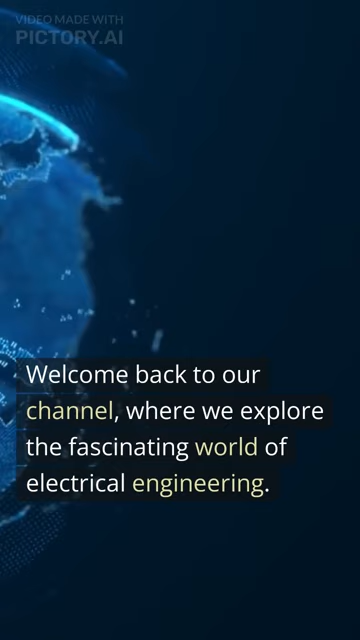 VIDEO MADE WITH
PICTORY.AI
Welcome back to our
channel, where we explore
the fascinating world of
electrical engineering.